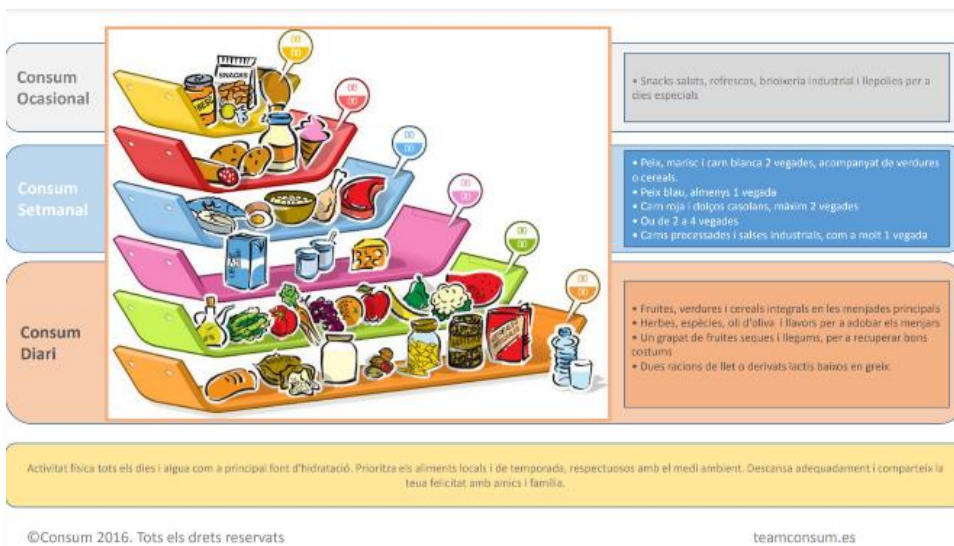 Consum
Ocasional
SNACKS
• Snacks salats, refrescos, brioixeria industrial i llepolies per a
dies especials
Consum
Setmanal
• Peix, marisc i carn blanca 2 vegades, acompanyat de verdures
o cereals.
• Peix blau, almenys 1 vegada
• Carn roja i dolços casolans, màxim 2 vegades
• Ou de 2 a 4 vegades
• Carns processades i salses industrials, com a molt 1 vegada
Consum
Diari
• Fruites, verdures i cereals integrals en les menjades principals
• Herbes, espècies, oli d'oliva i llavors per a adobar els menjars
• Un grapat de fruites seques i llegums, per a recuperar bons
costums
• Dues racions de llet o derivats lactis baixos en greix.
Activitat física tots els dies i aigua com a principal font d'hidratació. Prioritza els aliments locals i de temporada, respectuosos amb el medi ambient. Descansa adequadament i comparteix la
teua felicitat amb amics i família.
©Consum 2016. Tots els drets reservats
teamconsum.es